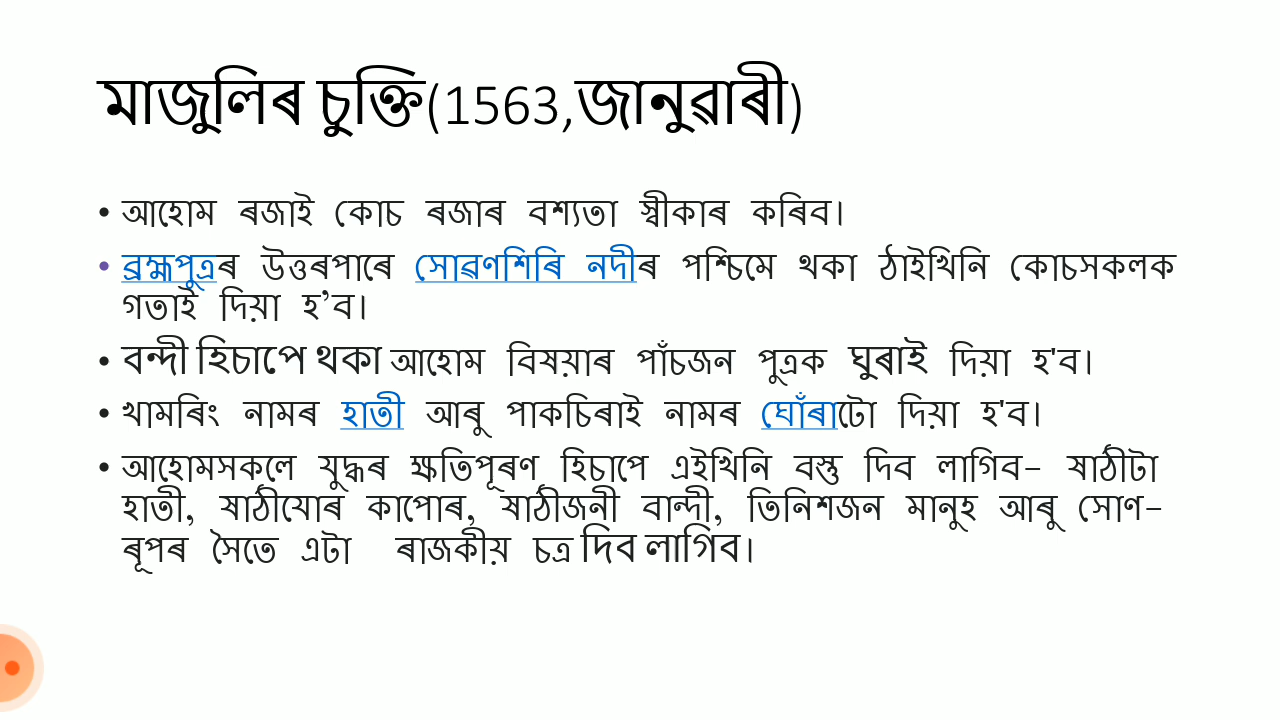 মাজুলিৰ চুক্তি(1563,জানুৱাৰী)
• আহোম ৰজাই কোচ ৰজাৰ বশ্যতা স্বীকাৰ কৰিব।
• ব্ৰহ্মপুত্ৰৰ উত্তৰপাৰে সোৱণশিৰি নদীৰ পশ্চিমে থকা ঠাইখিনি কোচসকলক
গতাই দিয়া হ’ব।
• বন্দী হিচাপে থকা আহোম বিষয়াৰ পাঁচজন পুত্ৰক ঘুৰাই দিয়া হ'ব।
• খামৰিং নামৰ হাতী আৰু পাকচিৰাই নামৰ ঘোঁৰাটো দিয়া হ'ব।
• আহোমসকলে যুদ্ধৰ ক্ষতিপূৰণ হিচাপে এইখিনি বস্তু দিব লাগিব– ষাঠীটা
হাতী, ষাঠীযোৰ কাপোৰ, ষাঠীজনী বান্দী, তিনিশজন মানুহ আৰু সোণ–
ৰূপৰ সৈতে এটা ৰাজকীয় চত্ৰ দিব লাগিব।